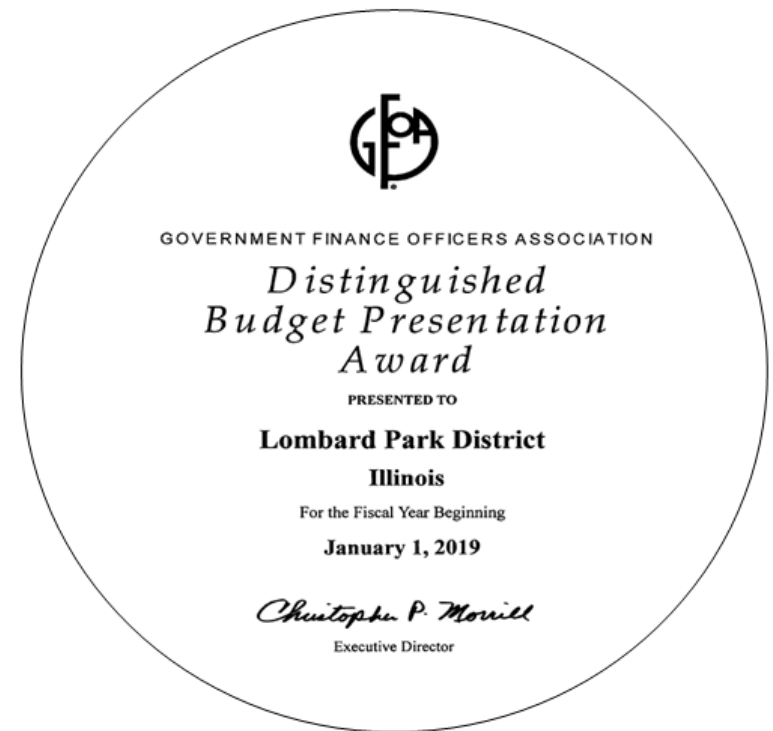 GFOA
GOVERNMENT FINANCE OFFICERS ASSOCIATION
Distinguished
Budget Presentation
Award
PRESENTED TO
Lombard Park District
Illinois
For the Fiscal Year Beginning
January 1, 2019
Christopher P. Morrill
Executive Director